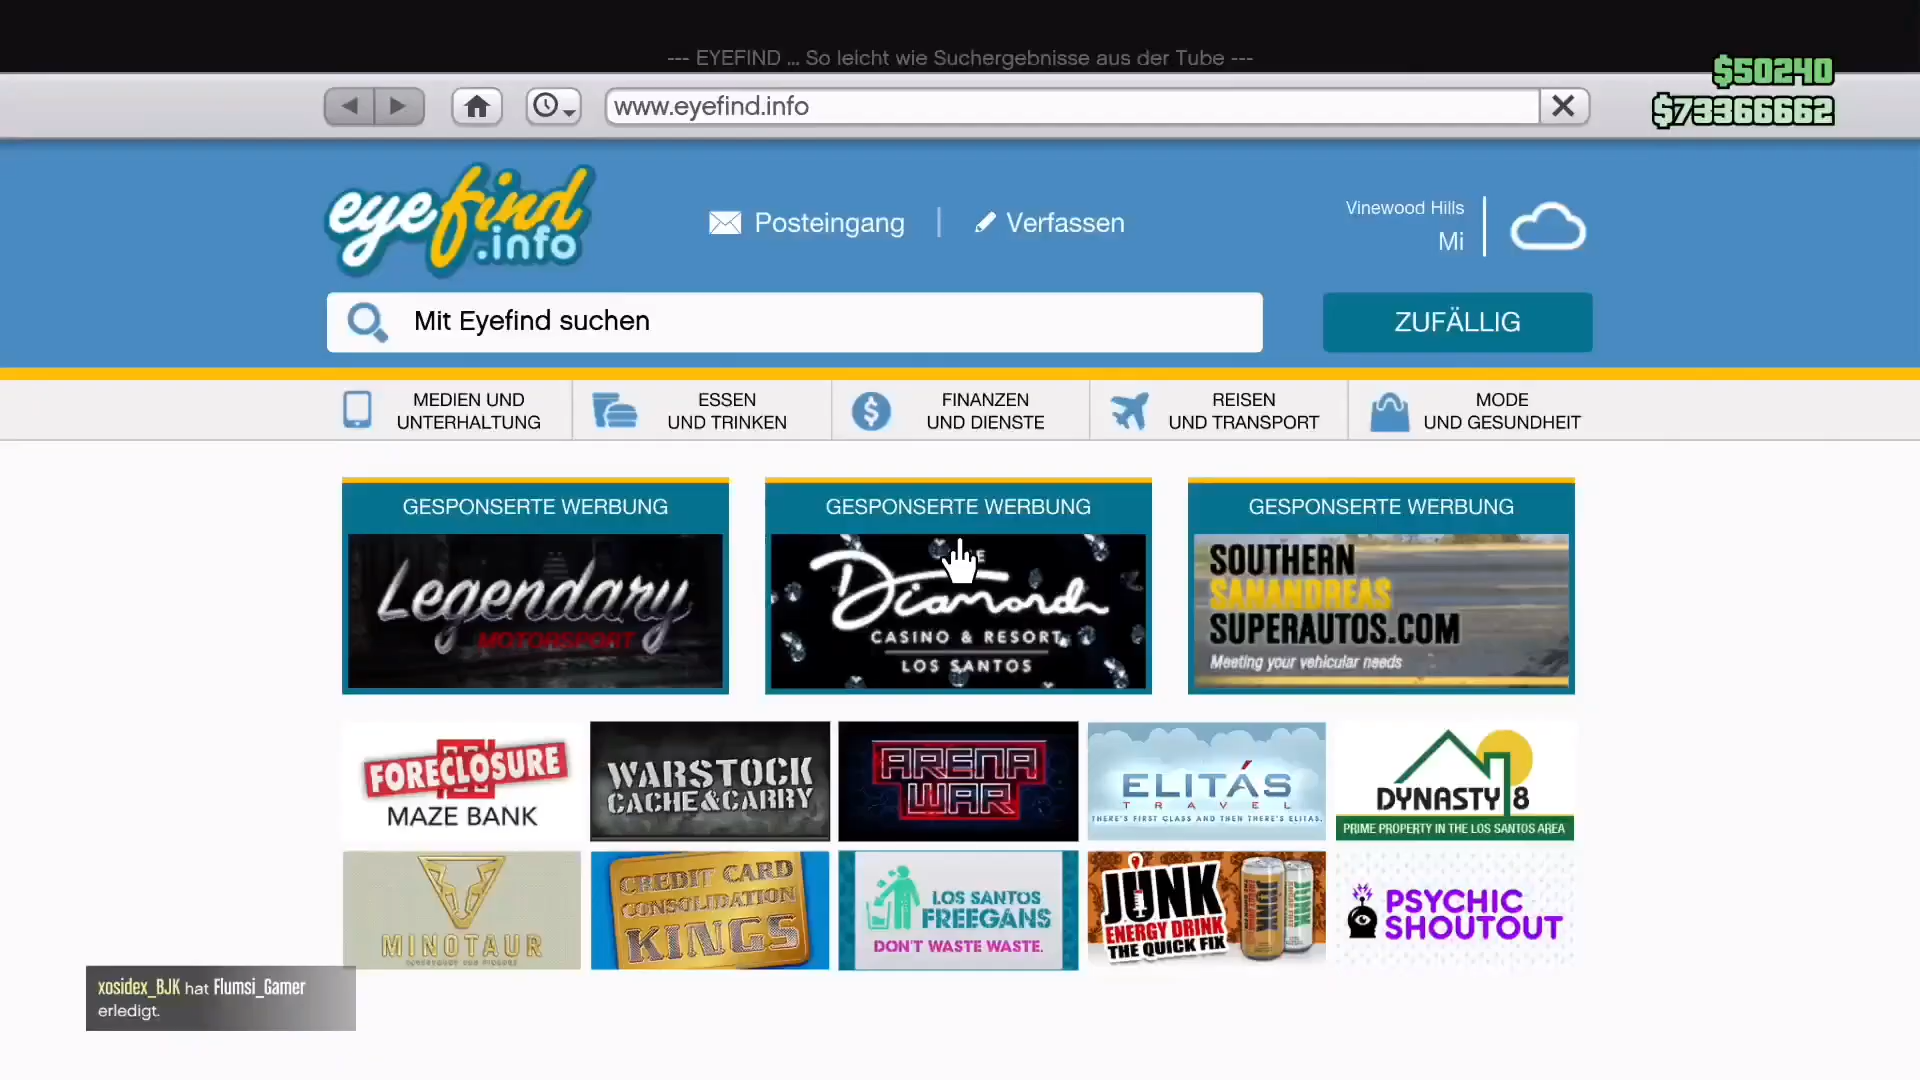 --- EYEFIND ... So leicht wie Suchergebnisse aus der Tube ---
$50240
www.eyefind.info
$73366662
eyefind
.info
Posteingang
Verfassen
Vinewood Hills
Mi
Mit Eyefind suchen
ZUFÄLLIG
MEDIEN UND
UNTERHALTUNG
ESSEN
UND TRINKEN
FINANZEN
UND DIENSTE
REISEN
UND TRANSPORT
MODE
UND GESUNDHEIT
GESPONSERTE WERBUNG
Legendary
MOTORSPORT
GESPONSERTE WERBUNG
Diamond
CASINO & RESORT
LOS SANTOS
GESPONSERTE WERBUNG
SOUTHERN
SANANDREAS
SUPERAUTOS.COM
Meeting your vehicular needs
FORECLOSURE
MAZE BANK
WARSTOCK
CACHE&CARRY
ARENA
WAR
ELITÁS
TRAVEL
THERE'S FIRST CLASS AND THEN THERE'S ELITAS.
DYNASTY 8
PRIME PROPERTY IN THE LOS SANTOS AREA
MINOTAUR
CREDIT CARD
CONSOLIDATION
KINGS
LOS SANTOS
FREEGANS
DON'T WASTE WASTE.
JUNK
ENERGY DRINK
THE QUICK FIX
PSYCHIC
SHOUTOUT
xosidex_BJK hat Flumsi_Gamer
erledigt.